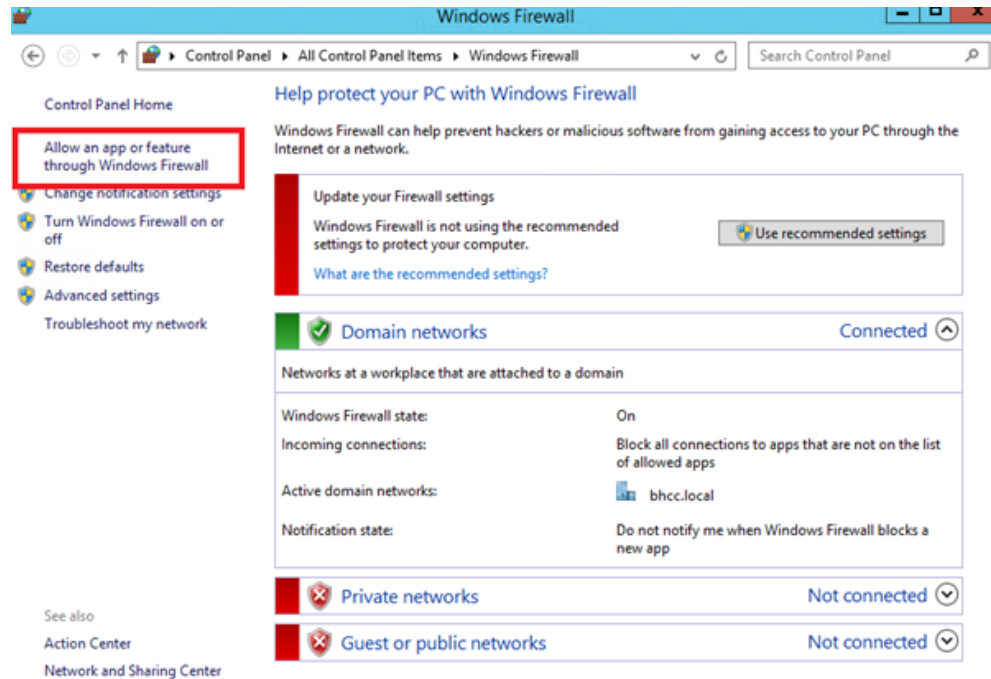 Windows Firewall
Control Panel ▸ All Control Panel Items ▸ Windows Firewall
Search Control Panel
Control Panel Home
Allow an app or feature
through Windows Firewall
Change notification settings
Turn Windows Firewall on or
off
Restore defaults
Advanced settings
Troubleshoot my network
See also
Action Center
Network and Sharing Center
Help protect your PC with Windows Firewall
Windows Firewall can help prevent hackers or malicious software from gaining access to your PC through the
Internet or a network.
Update your Firewall settings
Windows Firewall is not using the recommended
settings to protect your computer.
What are the recommended settings?
Use recommended settings
Domain networks
Connected
Networks at a workplace that are attached to a domain
Windows Firewall state:
On
Incoming connections:
Block all connections to apps that are not on the list
of allowed apps
Active domain networks:
bhcc.local
Notification state:
Do not notify me when Windows Firewall blocks a
new app
Private networks
Not connected
Guest or public networks
Not connected